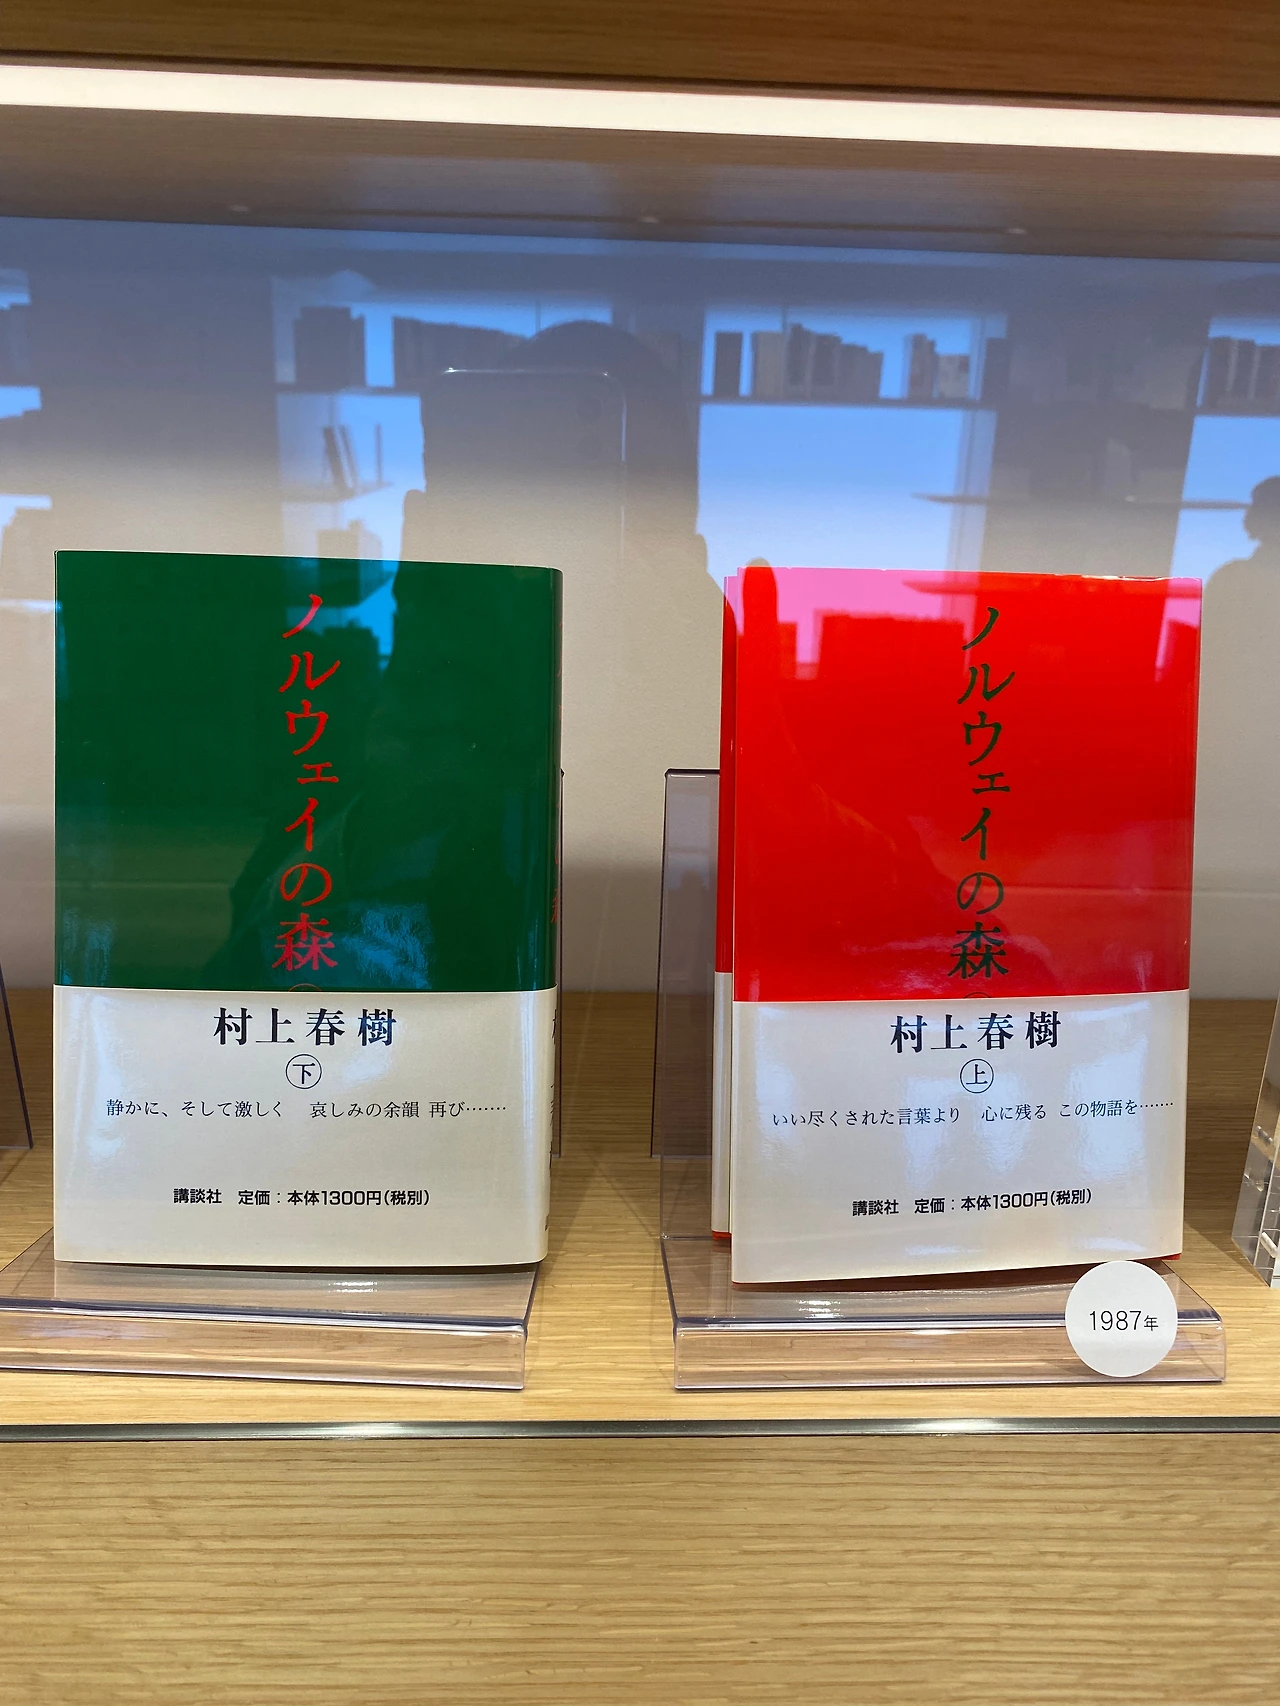 ノルウェイの森
村上春樹
下
静かに、そして激しく 哀しみの余韻 再び……
講談社 定価：本体1300円（税別）
ノルウェイの森
村上春樹
上
いい尽くされた言葉より 心に残る この物語を……
講談社 定価：本体1300円（税別）
1987年